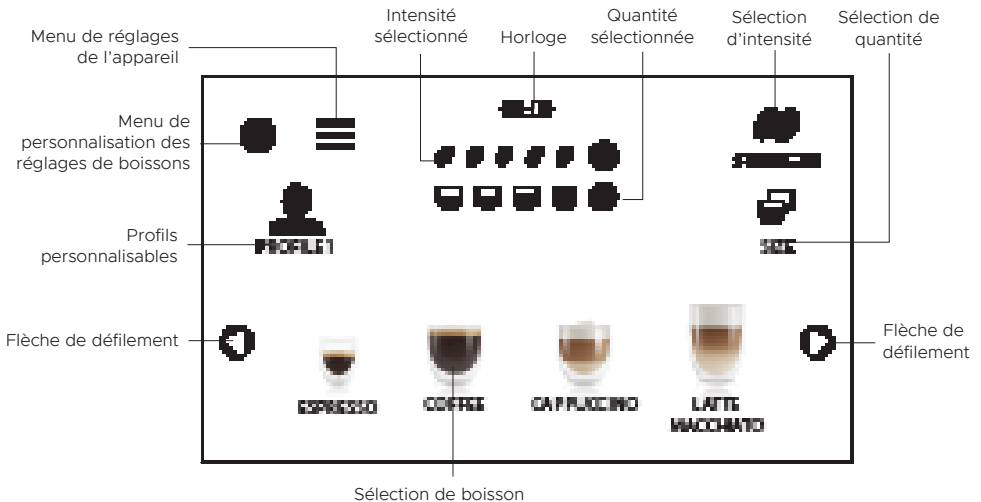 Intensité
sélectionné
Horloge
Quantité
sélectionnée
Sélection
d'intensité
Sélection de
quantité
Menu de réglages
de l'appareil
Menu de
personnalisation des
réglages de boissons
Profils
personnalisables
PROFILE 1
SIZE
Flèche de défilement
Flèche de
défilement
ESPRESSO
COFFEE
CAPPUCCINO
LATTE
MACCHIATO
Sélection de boisson